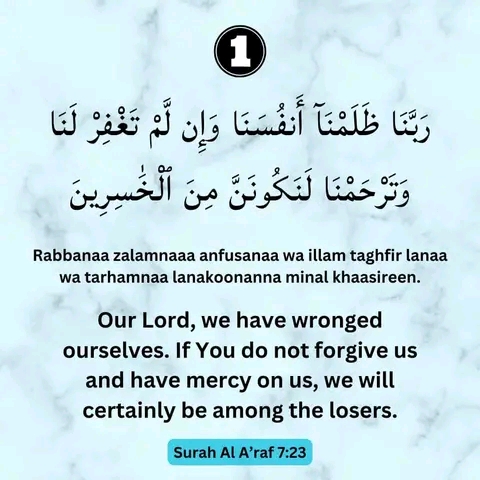 1
رَبَّنَا ظَلَمْنَآ أَنفُسَنَا وَإِن لَّمْ تَغْفِرْ لَنَا
وَتَرْحَمْنَا لَنَكُونَنَّ مِنَ ٱلْخَٰسِرِينَ
Rabbanaa zalamnaaa anfusanaa wa illam taghfir lanaa
wa tarhamnaa lanakoonanna minal khaasireen.
Our Lord, we have wronged
ourselves. If You do not forgive us
and have mercy on us, we will
certainly be among the losers.
Surah Al A’raf 7:23